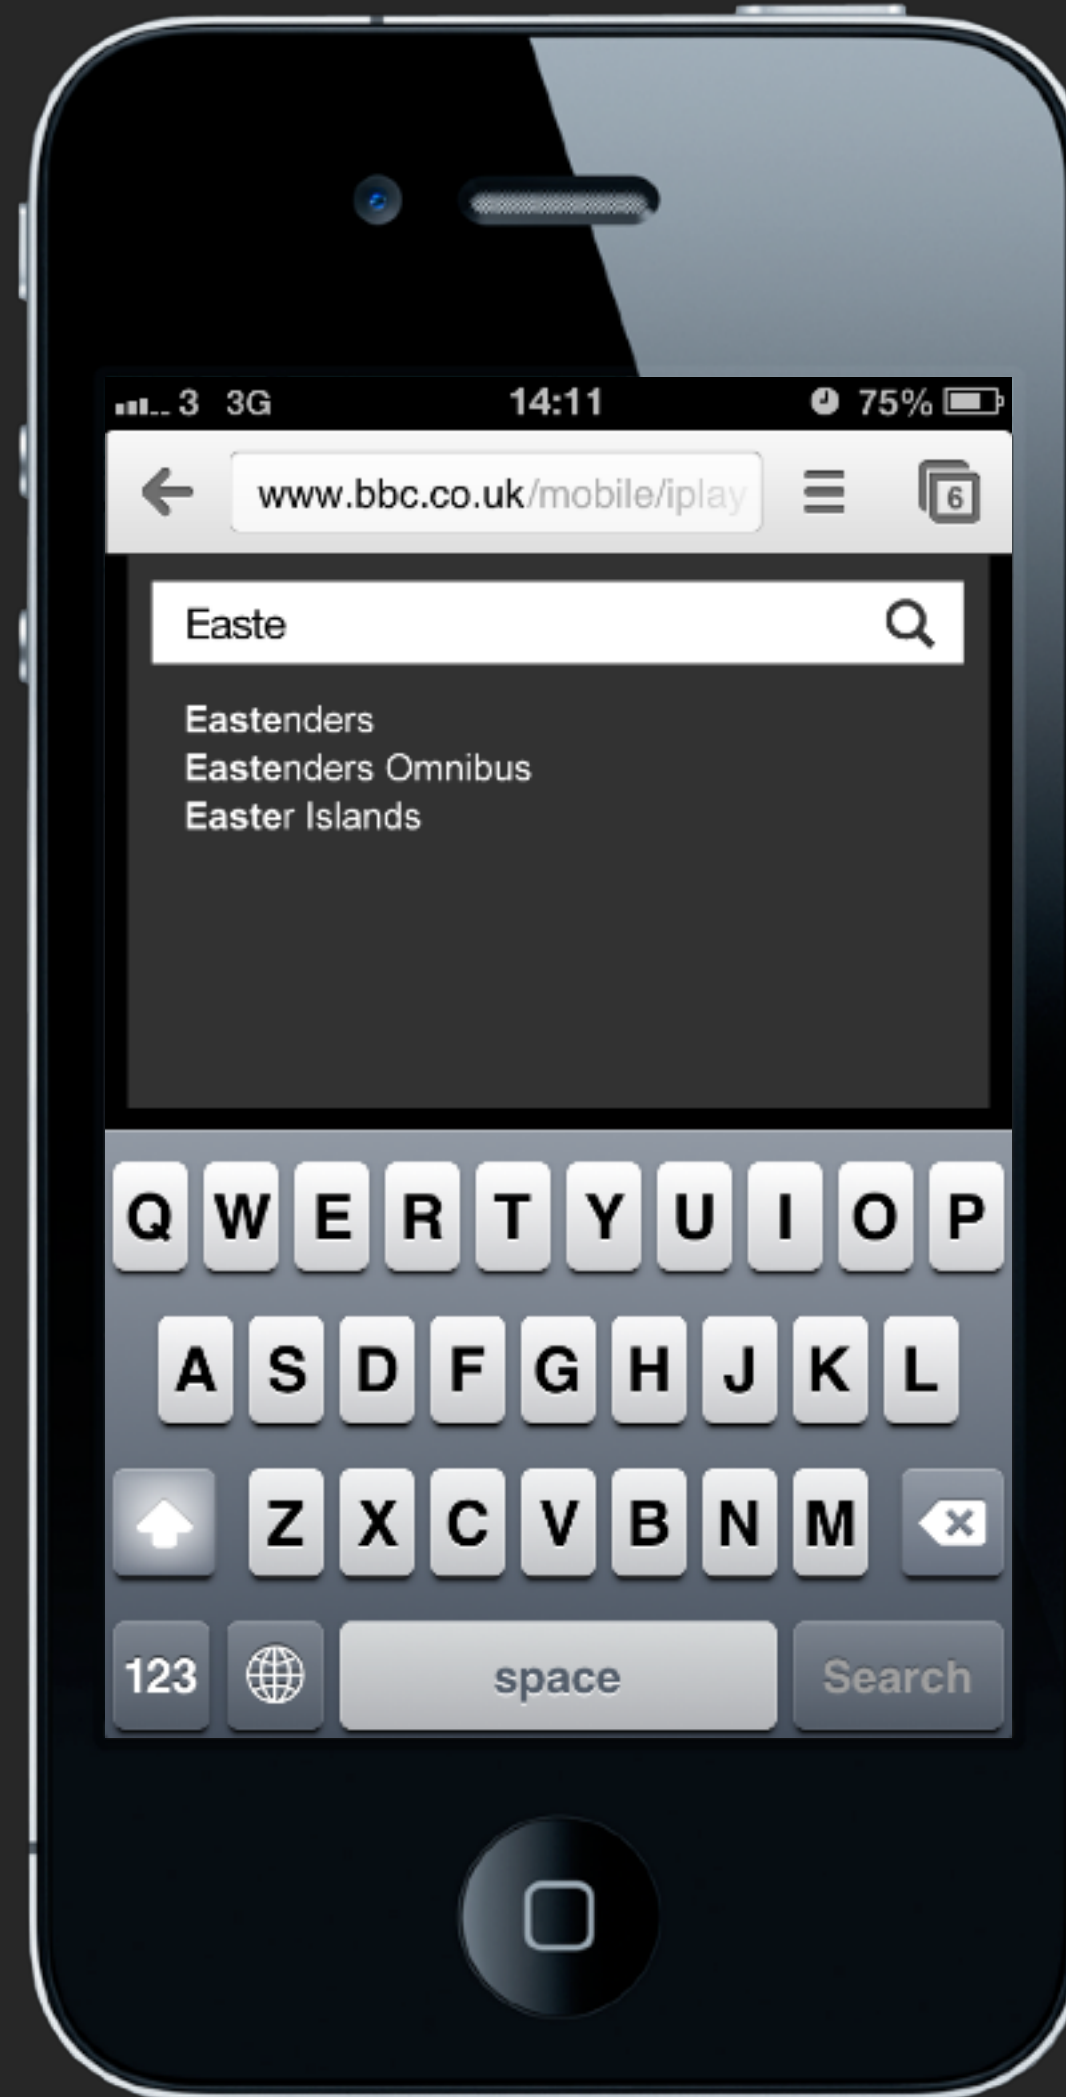 3 3G 14:11 75%
www.bbc.co.uk/mobile/iplay
6
Easte
Eastenders
Eastenders Omnibus
Easter Islands
Q W E R T Y U I O P
A S D F G H J K L
Z X C V B N M
123 space Search